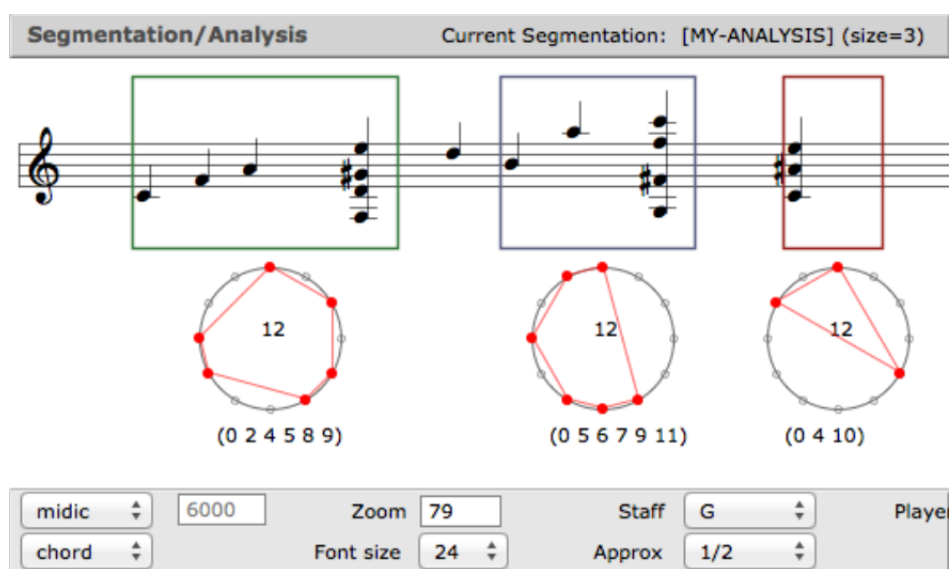 Segmentation/Analysis Current Segmentation: [MY-ANALYSIS] (size=3)
12 12 12
(0 2 4 5 8 9) (0 5 6 7 9 11) (0 4 10)
midic 6000 Zoom 79 Staff G Player
chord Font size 24 Approx 1/2